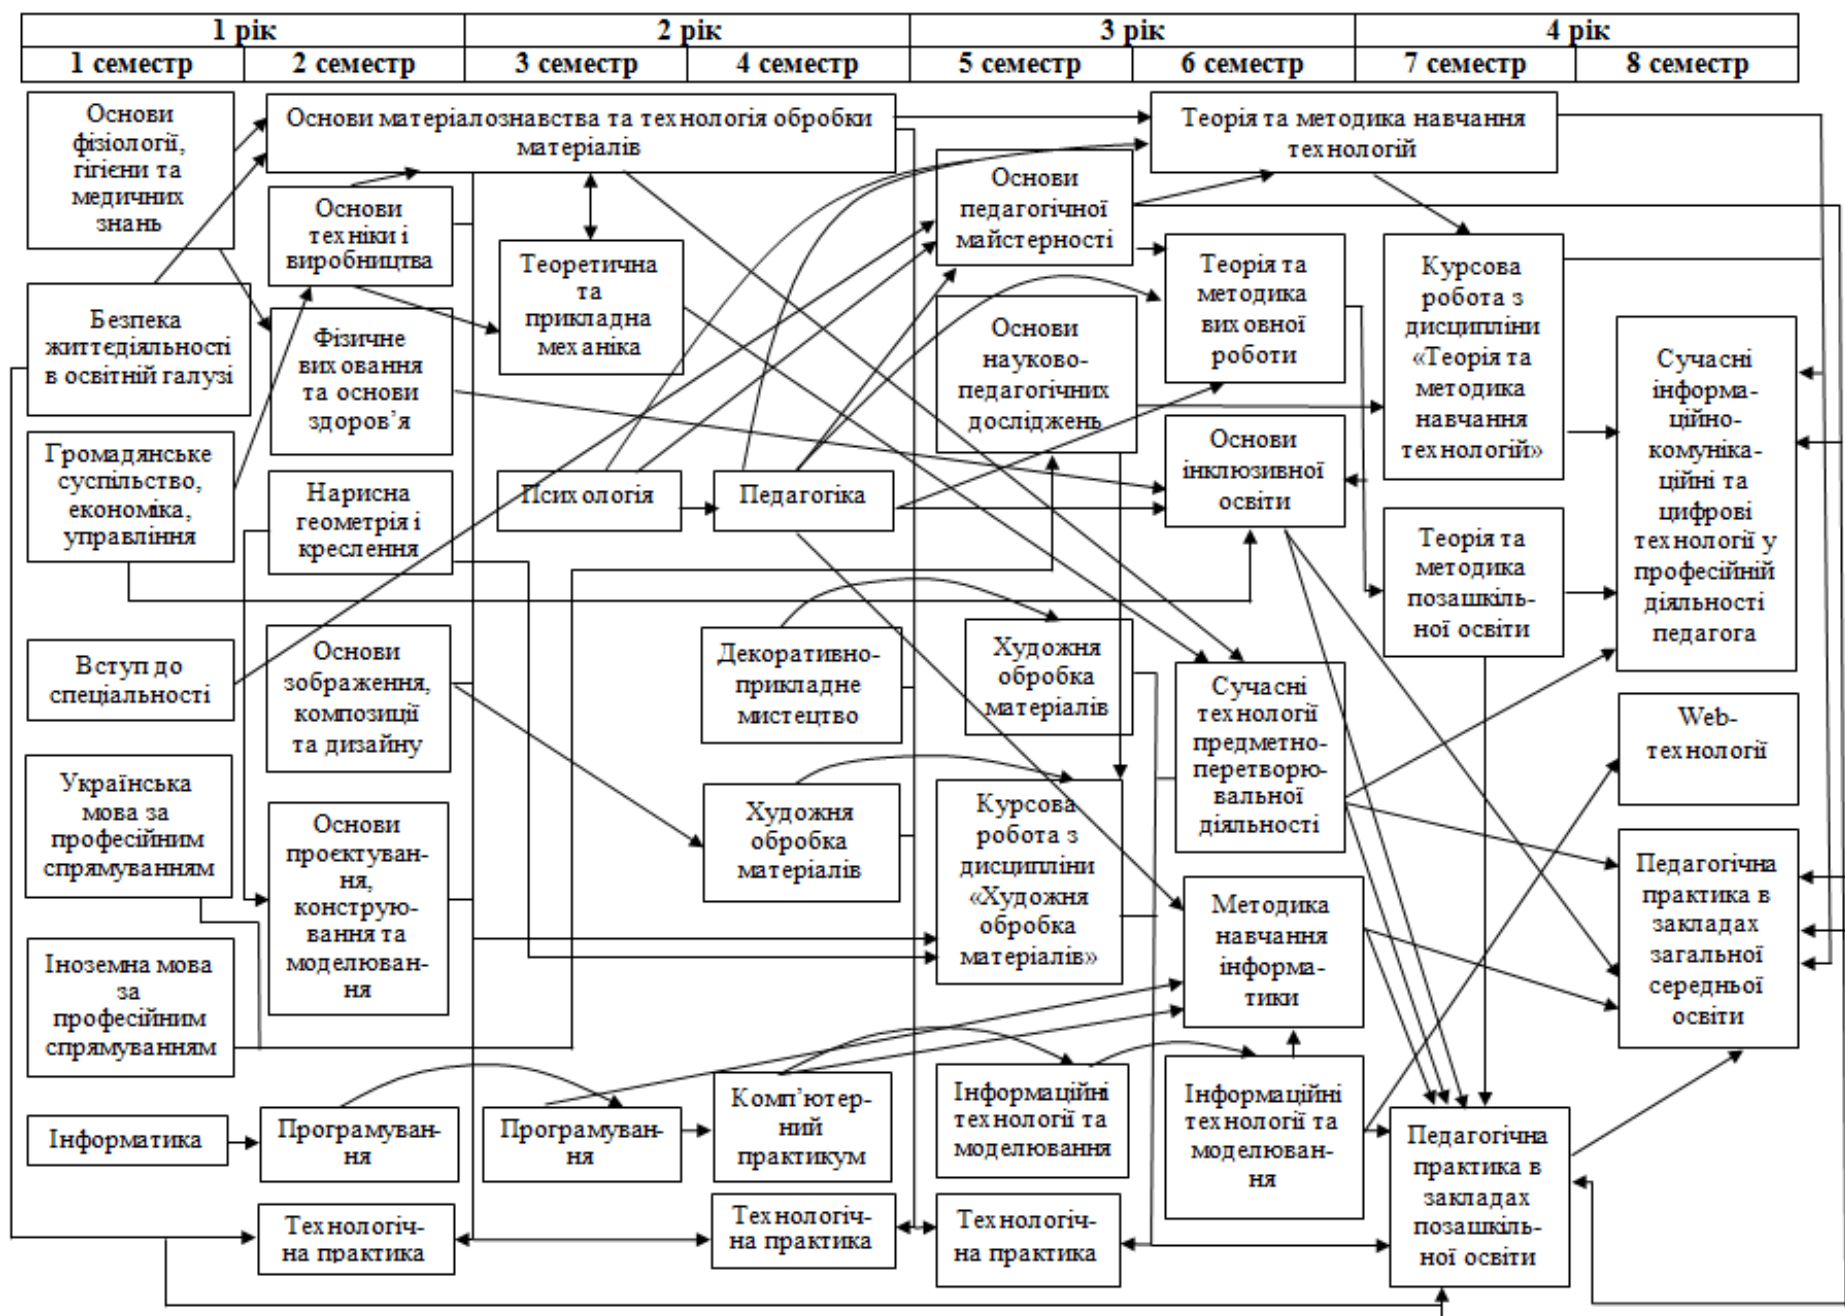 1 рік
2 рік
3 рік
4 рік
1 семестр
2 семестр
3 семестр
4 семестр
5 семестр
6 семестр
7 семестр
8 семестр
Основи
фізіології,
гігієни та
медичних
знань
Безпека
життєдіяльності
в освітній галузі
Громадянське
суспільство,
економіка,
управління
Вступ до
спеціальності
Українська
мова за
професійним
спрямуванням
Іноземна мова
за
професійним
спрямуванням
Інформатика
Основи матеріалознавства та технологія обробки
матеріалів
Основи
техніки і
виробництва
Фізичне
виховання
та основи
здоров’я
Нарисна
геометрія і
креслення
Основи
зображення,
композиції
та дизайну
Основи
проєктуван-
ня,
конструю-
вання та
моделюван-
ня
Програмуван-
ня
Технологіч-
на практика
Теоретична
та
прикладна
механіка
Психологія
Програмуван-
ня
Педагогіка
Декоративно-
прикладне
мистецтво
Художня
обробка
матеріалів
Комп’ютер-
ний
практикум
Технологіч-
на практика
Основи
педагогічної
майстерності
Основи
науково-
педагогічних
досліджень
Художня
обробка
матеріалів
Курсова
робота з
дисципліни
«Художня
обробка
матеріалів»
Інформаційні
технології та
моделювання
Технологіч-
на практика
Теорія та методика навчання
технологій
Теорія та
методика
виховної
роботи
Основи
інклюзивної
освіти
Сучасні
технології
предметно-
перетворю-
вальної
діяльності
Методика
навчання
інформа-
тики
Інформаційні
технології та
моделюван-
ня
Курсова
робота з
дисципліни
«Теорія та
методика
навчання
технологій»
Теорія та
методика
позашкіль-
ної освіти
Педагогічна
практика в
закладах
позашкіль-
ної освіти
Сучасні
інформа-
ційно-
комуніка-
ційні та
цифрові
технології у
професійній
діяльності
педагога
Web-
технології
Педагогічна
практика в
закладах
загальної
середньої
освіти